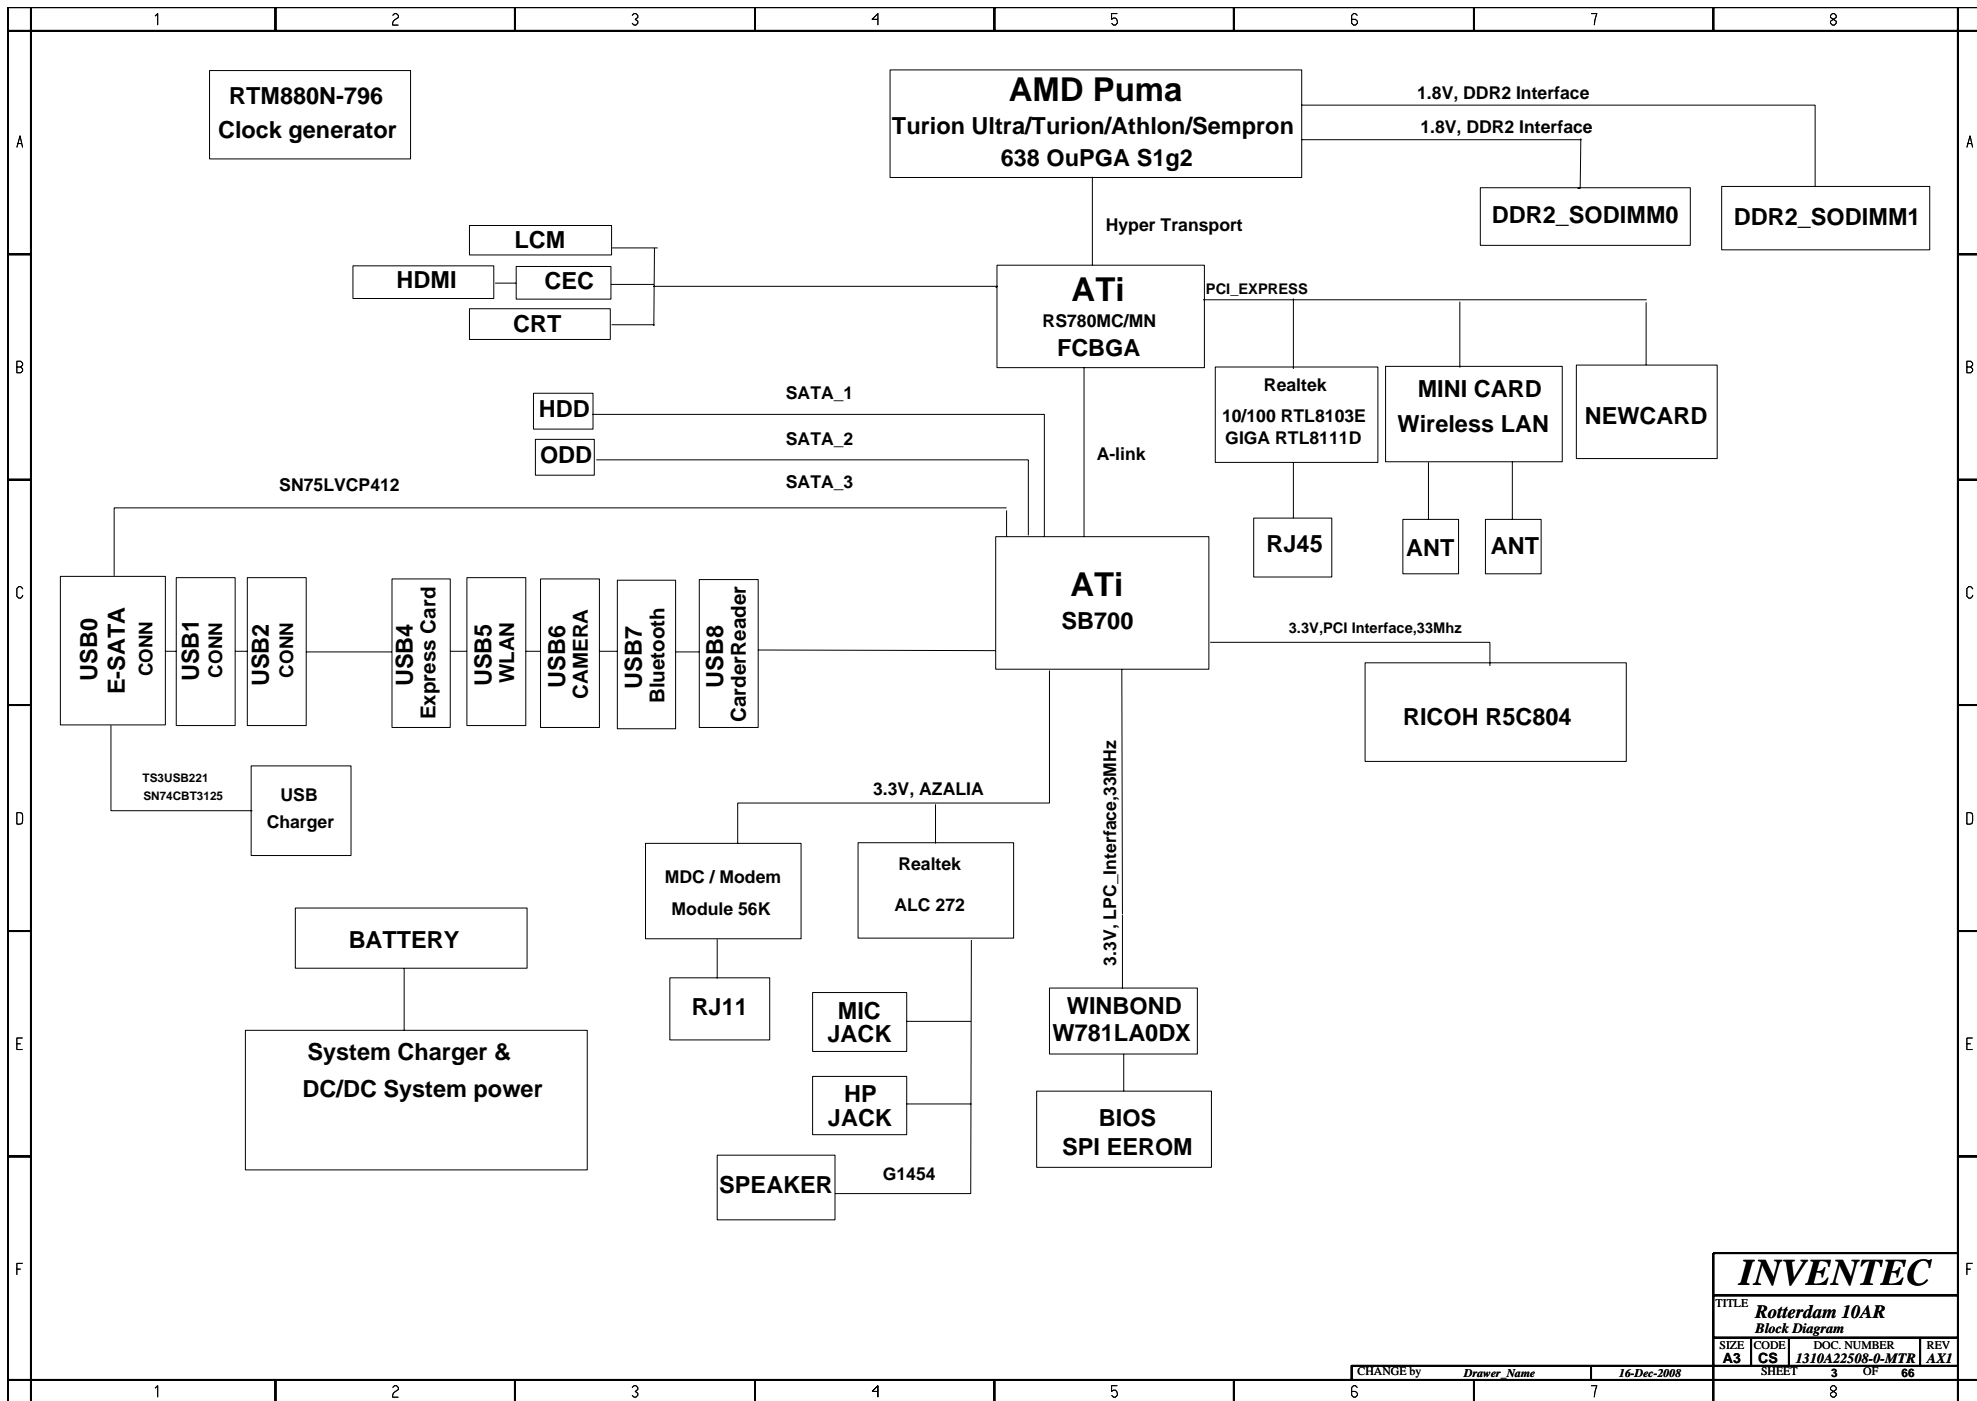 1 2 3 4 5 6 7 8
A A
B B
C C
D D
E E
F F
RTM880N-796
Clock generator
AMD Puma
Turion Ultra/Turion/Athlon/Sempron
638 OuPGA S1g2
1.8V, DDR2 Interface
1.8V, DDR2 Interface
DDR2_SODIMM0
DDR2_SODIMM1
Hyper Transport
LCM
HDMI
CEC
CRT
ATi
RS780MC/MN
FCBGA
PCI_EXPRESS
Realtek
10/100 RTL8103E
GIGA RTL8111D
MINI CARD
Wireless LAN
NEWCARD
HDD
SATA_1
ODD
SATA_2
SN75LVCP412
SATA_3
A-link
RJ45
ANT
ANT
ATi
SB700
USB0
E-SATA
CONN
USB1
CONN
USB2
CONN
USB4
Express Card
USB5
WLAN
USB6
CAMERA
USB7
Bluetooth
USB8
CarderReader
3.3V,PCI Interface,33Mhz
RICOH R5C804
TS3USB221
SN74CBT3125
USB
Charger
3.3V, AZALIA
3.3V, LPC_Interface,33MHz
MDC / Modem
Module 56K
Realtek
ALC 272
BATTERY
RJ11
MIC
JACK
WINBOND
W781LA0DX
System Charger &
DC/DC System power
HP
JACK
BIOS
SPI EEROM
SPEAKER
G1454
INVENTEC
TITLE
Rotterdam 10AR
Block Diagram
SIZE CODE DOC. NUMBER REV
A3 CS 1310A22508-0-MTR AX1
CHANGE by Drawer_Name 16-Dec-2008 SHEET 3 OF 66
1 2 3 4 5 6 7 8